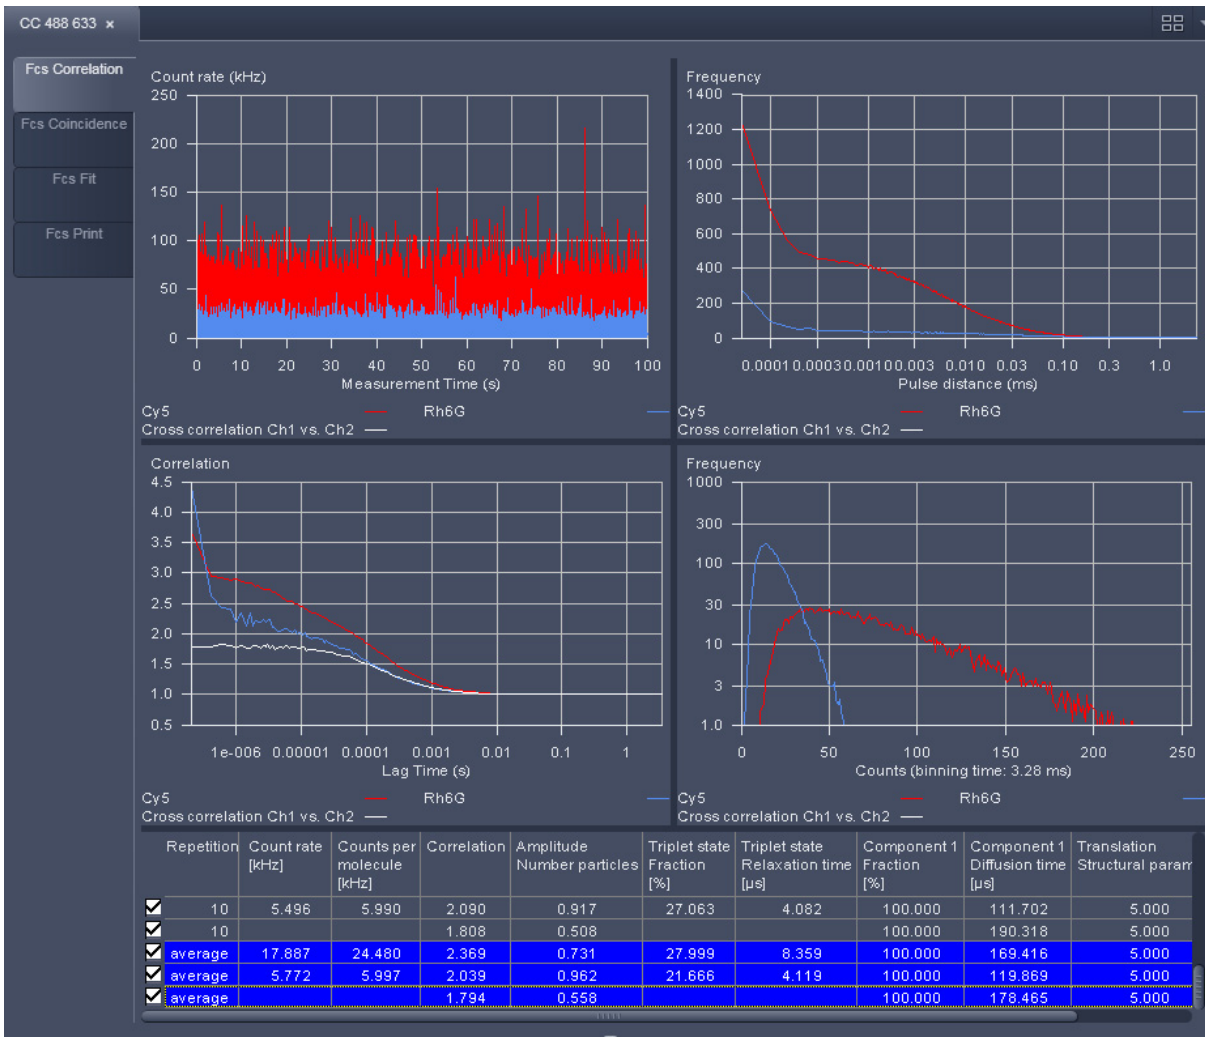 CC 488 633 ×
Fcs Correlation
Fcs Coincidence
Fcs Fit
Fcs Print
Count rate (kHz)
250
200
150
100
50
0
0 10 20 30 40 50 60 70 80 90 100
Measurement Time (s)
Cy5 Rh6G
Cross correlation Ch1 vs. Ch2
Frequency
1400
1200
1000
800
600
400
200
0
0.0001 0.0003 0.001 00.003 0.010 0.03 0.10 0.3 1.0
Pulse distance (ms)
Cy5 Rh6G
Cross correlation Ch1 vs. Ch2
Correlation
4.5
4.0
3.5
3.0
2.5
2.0
1.5
1.0
0.5
1e-006 0.00001 0.0001 0.001 0.01 0.1 1
Lag Time (s)
Cy5 Rh6G
Cross correlation Ch1 vs. Ch2
Frequency
1000
300
100
30
10
3
1.0
0 50 100 150 200 250
Counts (binning time: 3.28 ms)
Cy5 Rh6G
Cross correlation Ch1 vs. Ch2
Repetition Count rate Counts per Correlation Amplitude Triplet state Triplet state Component 1 Component 1 Translation
[kHz] molecule Number particles Fraction Relaxation time Fraction Diffusion time Structural param
[kHz] [%] [µs] [%] [µs]
10 5.496 5.990 2.090 0.917 27.063 4.082 100.000 111.702 5.000
10 1.808 0.508 100.000 190.318 5.000
average 17.887 24.480 2.369 0.731 27.999 8.359 100.000 169.416 5.000
average 5.772 5.997 2.039 0.962 21.666 4.119 100.000 119.869 5.000
average 1.794 0.558 100.000 178.465 5.000